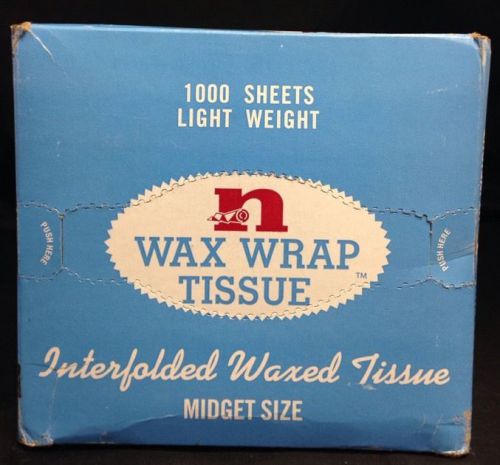 1000 SHEETS
LIGHT WEIGHT
n
PUSH HERE
PUSH HERE
WAX WRAP
TISSUE™
Interfolded Waxed Tissue
MIDGET SIZE